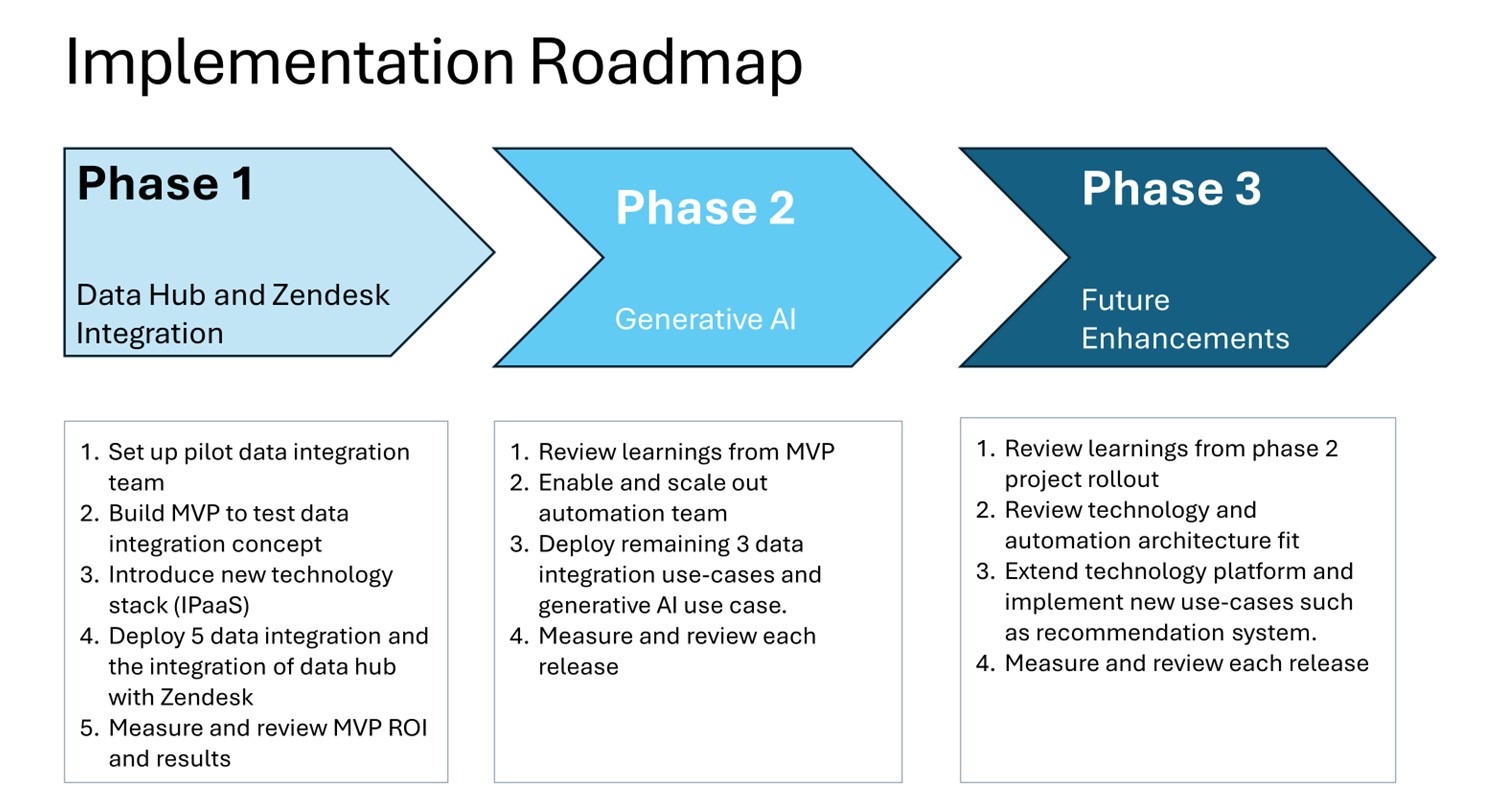 Implementation Roadmap
Phase 1
Data Hub and Zendesk
Integration
Phase 2
Generative AI
Phase 3
Future
Enhancements
1. Set up pilot data integration
team
2. Build MVP to test data
integration concept
3. Introduce new technology
stack (IPaaS)
4. Deploy 5 data integration and
the integration of data hub
with Zendesk
5. Measure and review MVP ROI
and results
1. Review learnings from MVP
2. Enable and scale out
automation team
3. Deploy remaining 3 data
integration use-cases and
generative AI use case.
4. Measure and review each
release
1. Review learnings from phase 2
project rollout
2. Review technology and
automation architecture fit
3. Extend technology platform and
implement new use-cases such
as recommendation system.
4. Measure and review each release